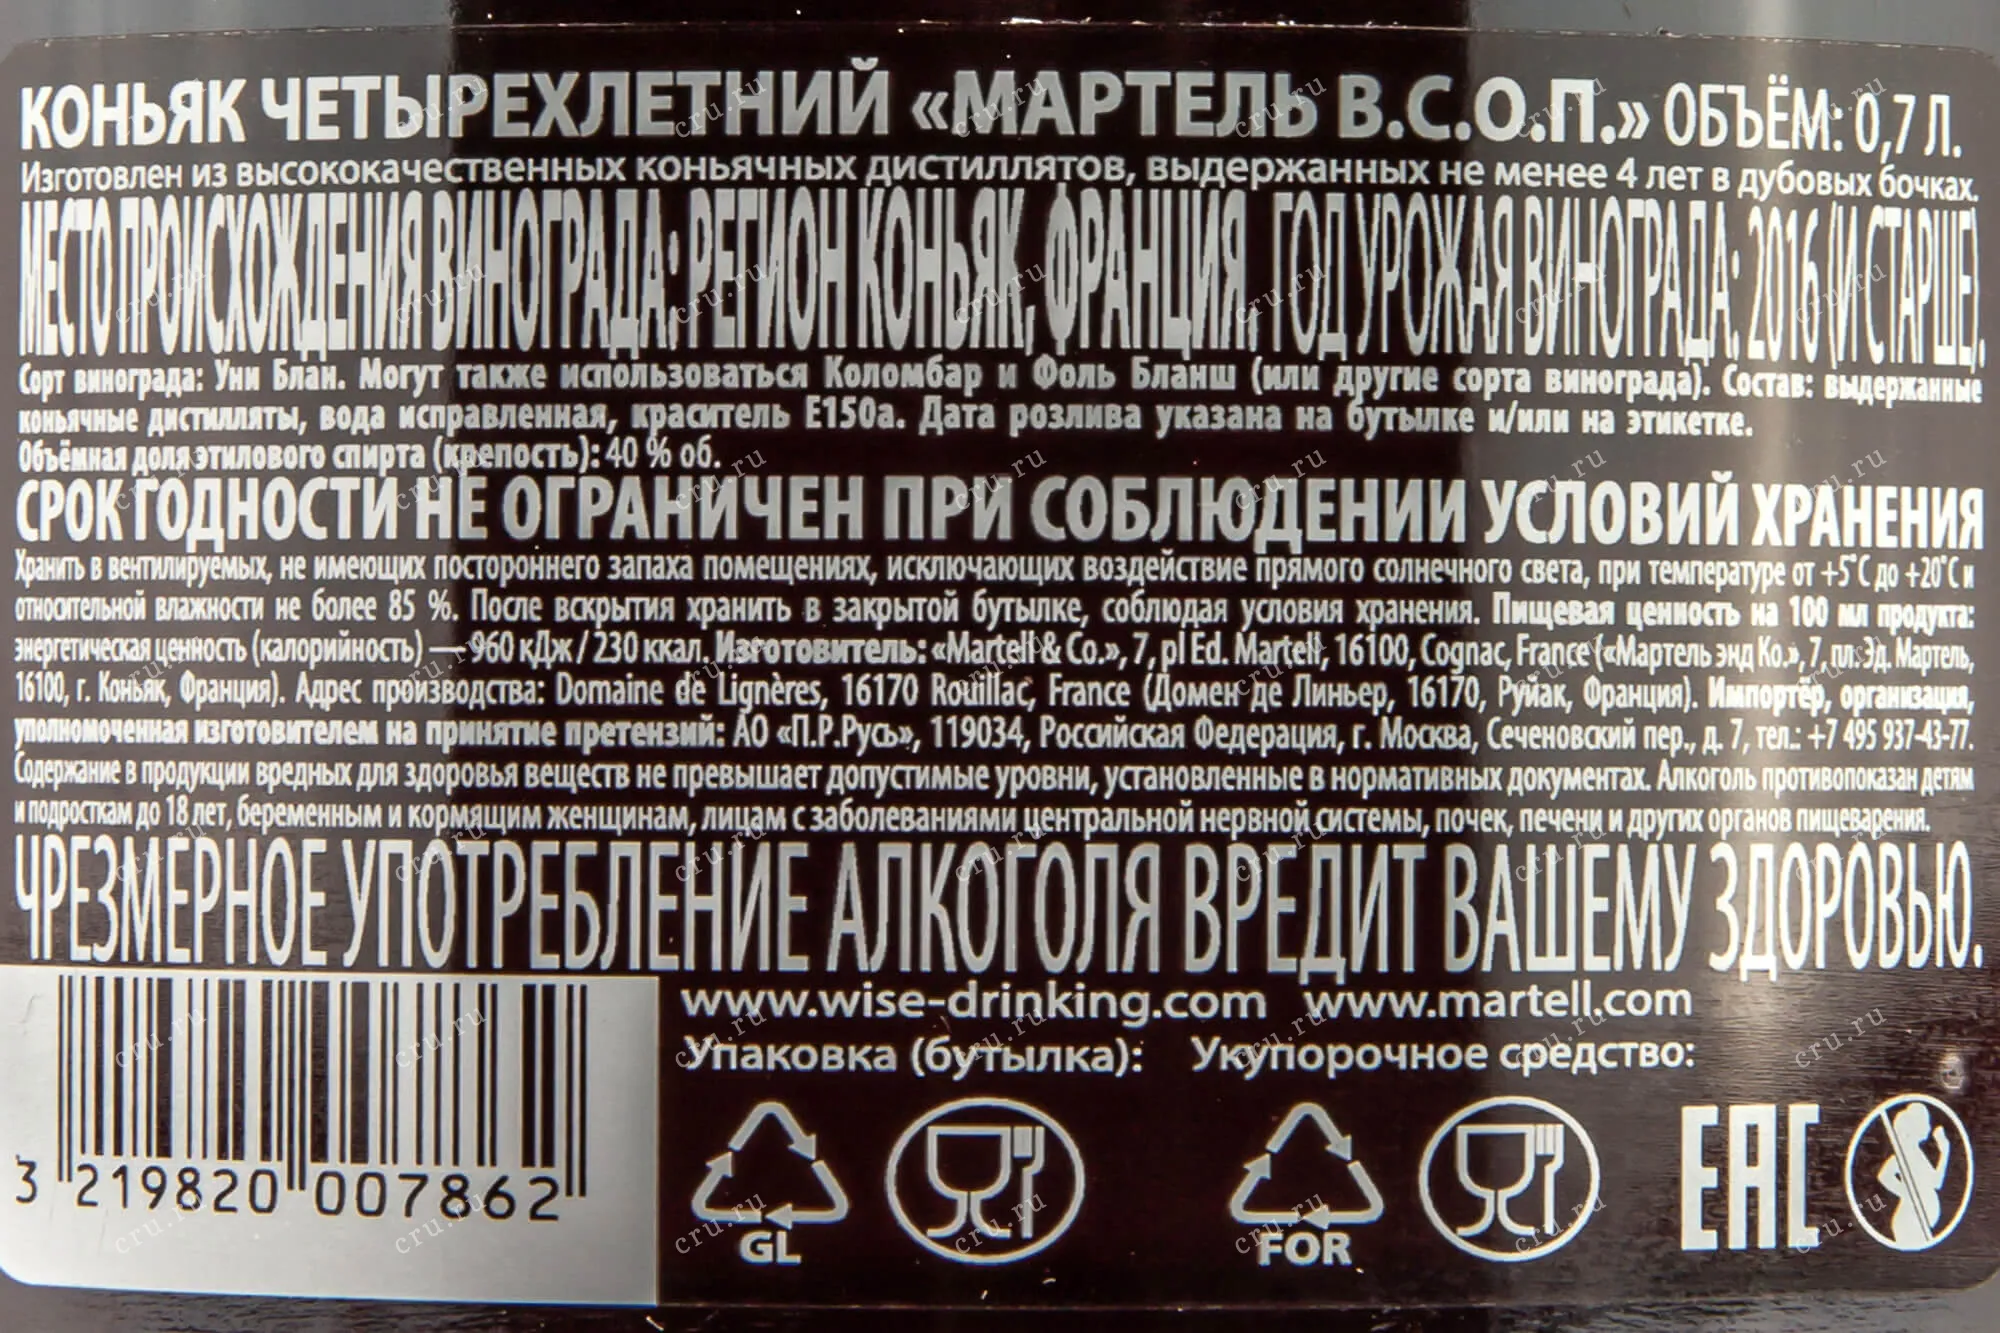 КОНЬЯК ЧЕТЫРЕХЛЕТНИЙ «МАРТЕЛЬ В.С.О.П.» ОБЪЁМ: 0,7 Л.
Изготовлен из высококачественных коньячных дистиллятов, выдержанных не менее 4 лет в дубовых бочках.
МЕСТО ПРОИСХОЖДЕНИЯ ВИНОГРАДА: РЕГИОН КОНЬЯК, ФРАНЦИЯ. ГОД УРОЖАЯ ВИНОГРАДА: 2016 (И СТАРШЕ).
Сорт винограда: Уни Блан. Могут также использоваться Коломбар и Фоль Бланш (или другие сорта винограда). Состав: выдержанные
коньячные дистилляты, вода исправленная, краситель Е150а. Дата розлива указана на бутылке и/или на этикетке.
Объёмная доля этилового спирта (крепость): 40 % об.
СРОК ГОДНОСТИ НЕ ОГРАНИЧЕН ПРИ СОБЛЮДЕНИИ УСЛОВИЙ ХРАНЕНИЯ
Хранить в вентилируемых, не имеющих постороннего запаха помещениях, исключающих воздействие прямого солнечного света, при температуре от +5˚С до +20˚С и
относительной влажности не более 85 %. После вскрытия хранить в закрытой бутылке, соблюдая условия хранения. Пищевая ценность на 100 мл продукта:
энергетическая ценность (калорийность) — 960 кДж / 230 ккал. Изготовитель: «Martell & Co.», 7, pl Ed. Martell, 16100, Cognac, France («Мартель энд Ко.», 7, пл. Эд. Мартель,
16100, г. Коньяк, Франция). Адрес производства: Domaine de Lignères, 16170 Rouillac, France (Домен де Линьер, 16170, Руйак, Франция). Импортёр, организация,
уполномоченная изготовителем на принятие претензий: АО «П.Р.Русь», 119034, Российская Федерация, г. Москва, Сеченовский пер., д. 7, тел.: +7 495 937-43-77.
Содержание в продукции вредных для здоровья веществ не превышает допустимые уровни, установленные в нормативных документах. Алкоголь противопоказан детям
и подросткам до 18 лет, беременным и кормящим женщинам, лицам с заболеваниями центральной нервной системы, почек, печени и других органов пищеварения.
ЧРЕЗМЕРНОЕ УПОТРЕБЛЕНИЕ АЛКОГОЛЯ ВРЕДИТ ВАШЕМУ ЗДОРОВЬЮ.
www.wise-drinking.com www.martell.com
Упаковка (бутылка): Укупорочное средство:
3 219820 007862
GL FOR EAC
cru.ru